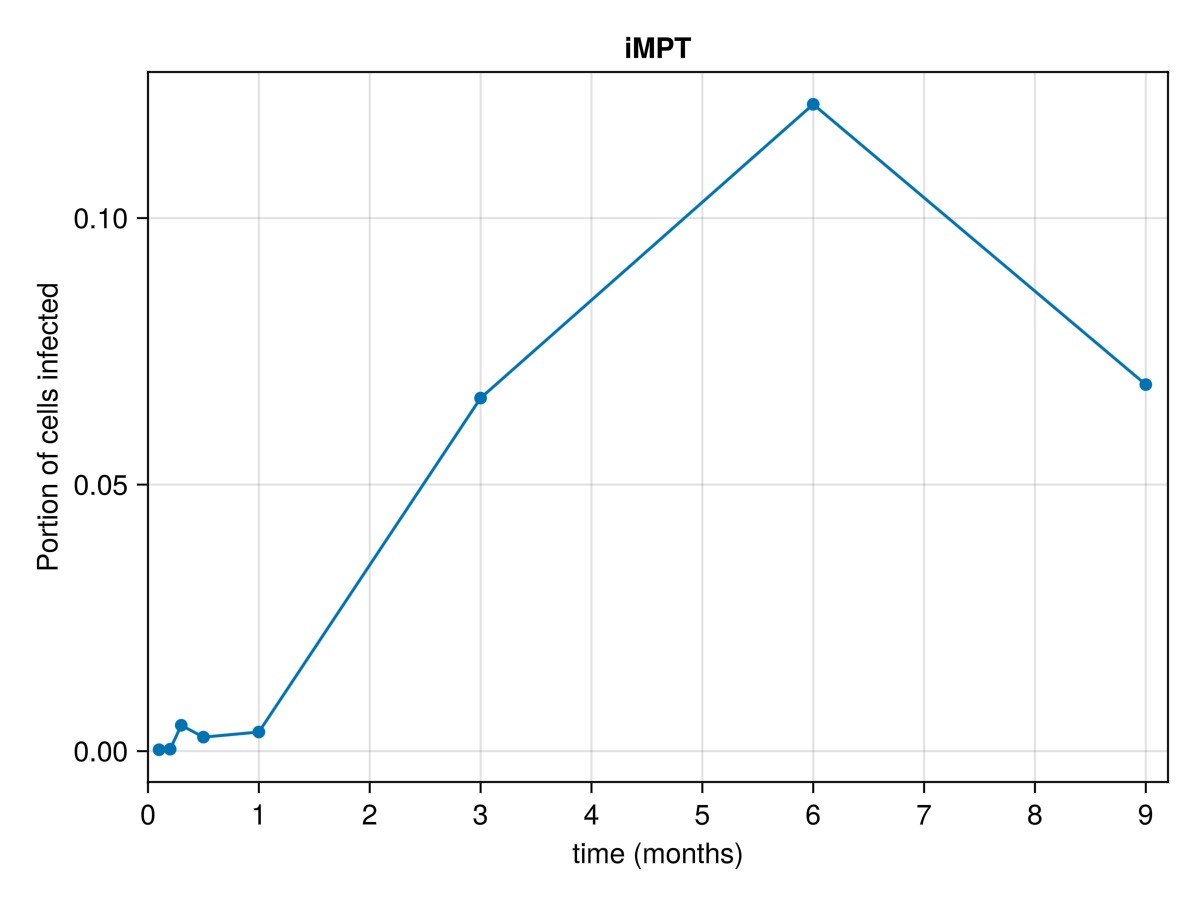 iMPT
Portion of cells infected
0.10
0.05
0.00
0 1 2 3 4 5 6 7 8 9
time (months)